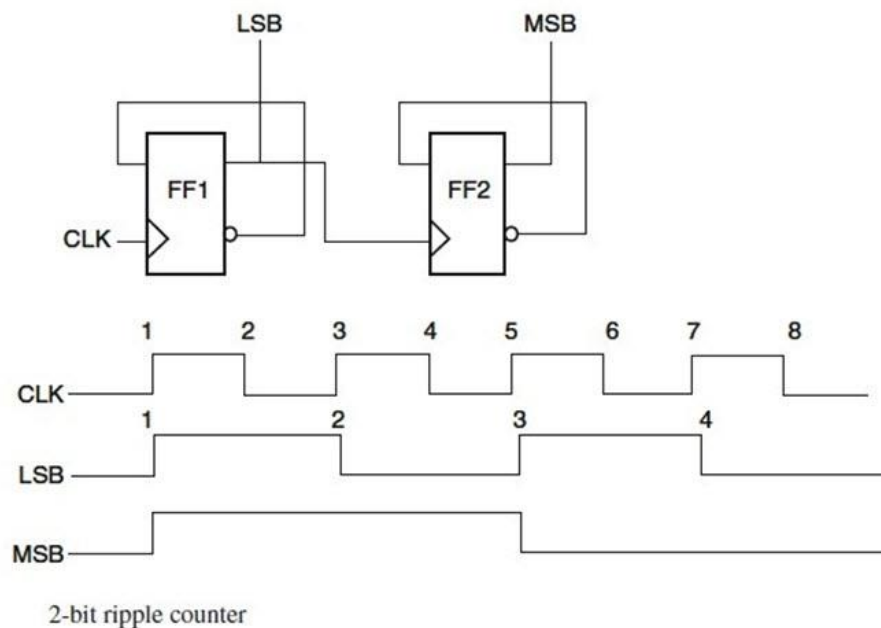 LSB MSB
FF1 FF2
CLK
1 2 3 4 5 6 7 8
CLK
1 2 3 4
LSB
MSB
2-bit ripple counter